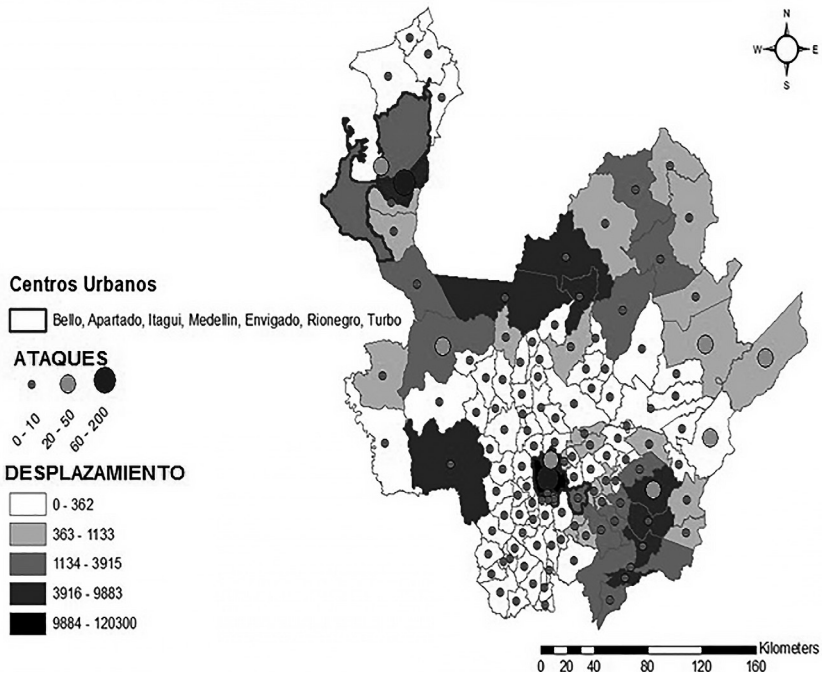 N
W E
S
Centros Urbanos
Bello, Apartado, Itagui, Medellin, Envigado, Rionegro, Turbo
ATAQUES
0 - 10
20 - 50
60 - 200
DESPLAZAMIENTO
0 - 362
363 - 1133
1134 - 3915
3916 - 9883
9884 - 120300
Kilometers
0 10 20 40 80 120 160